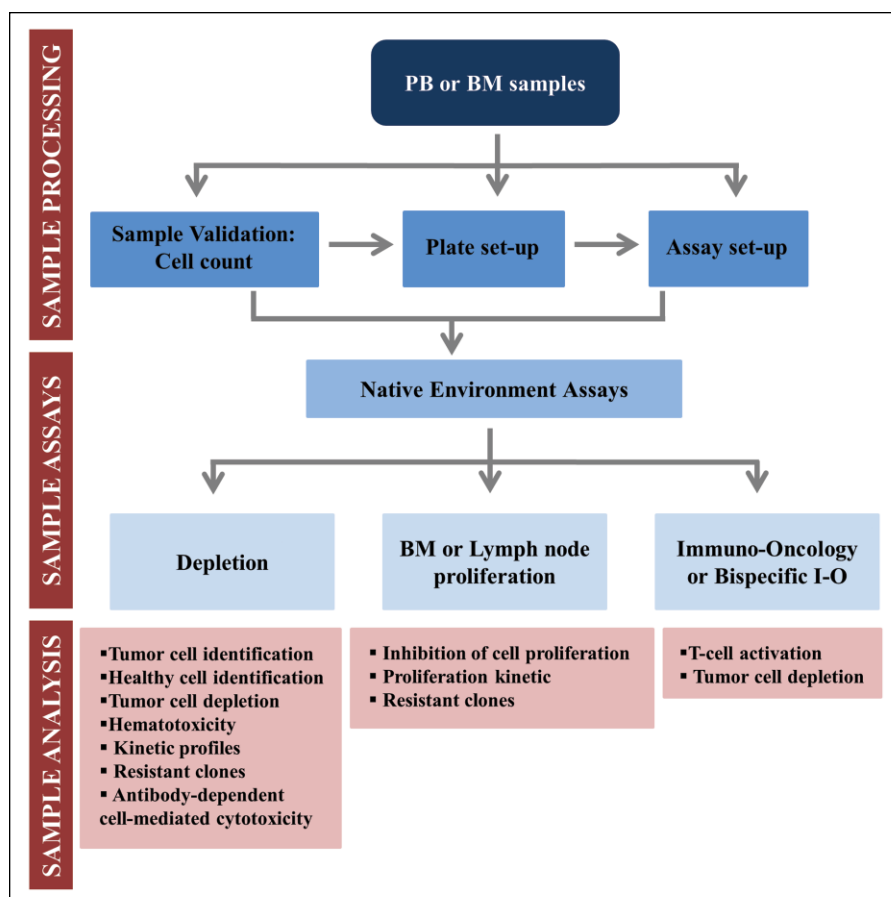 SAMPLE PROCESSING
PB or BM samples
Sample Validation:
Cell count
Plate set-up
Assay set-up
SAMPLE ASSAYS
Native Environment Assays
Depletion
BM or Lymph node
proliferation
Immuno-Oncology
or Bispecific I-O
SAMPLE ANALYSIS
▪Tumor cell identification
▪Healthy cell identification
▪Tumor cell depletion
▪Hematotoxicity
▪ Kinetic profiles
▪ Resistant clones
▪ Antibody-dependent
cell-mediated cytotoxicity
▪ Inhibition of cell proliferation
▪ Proliferation kinetic
▪ Resistant clones
▪T-cell activation
▪ Tumor cell depletion